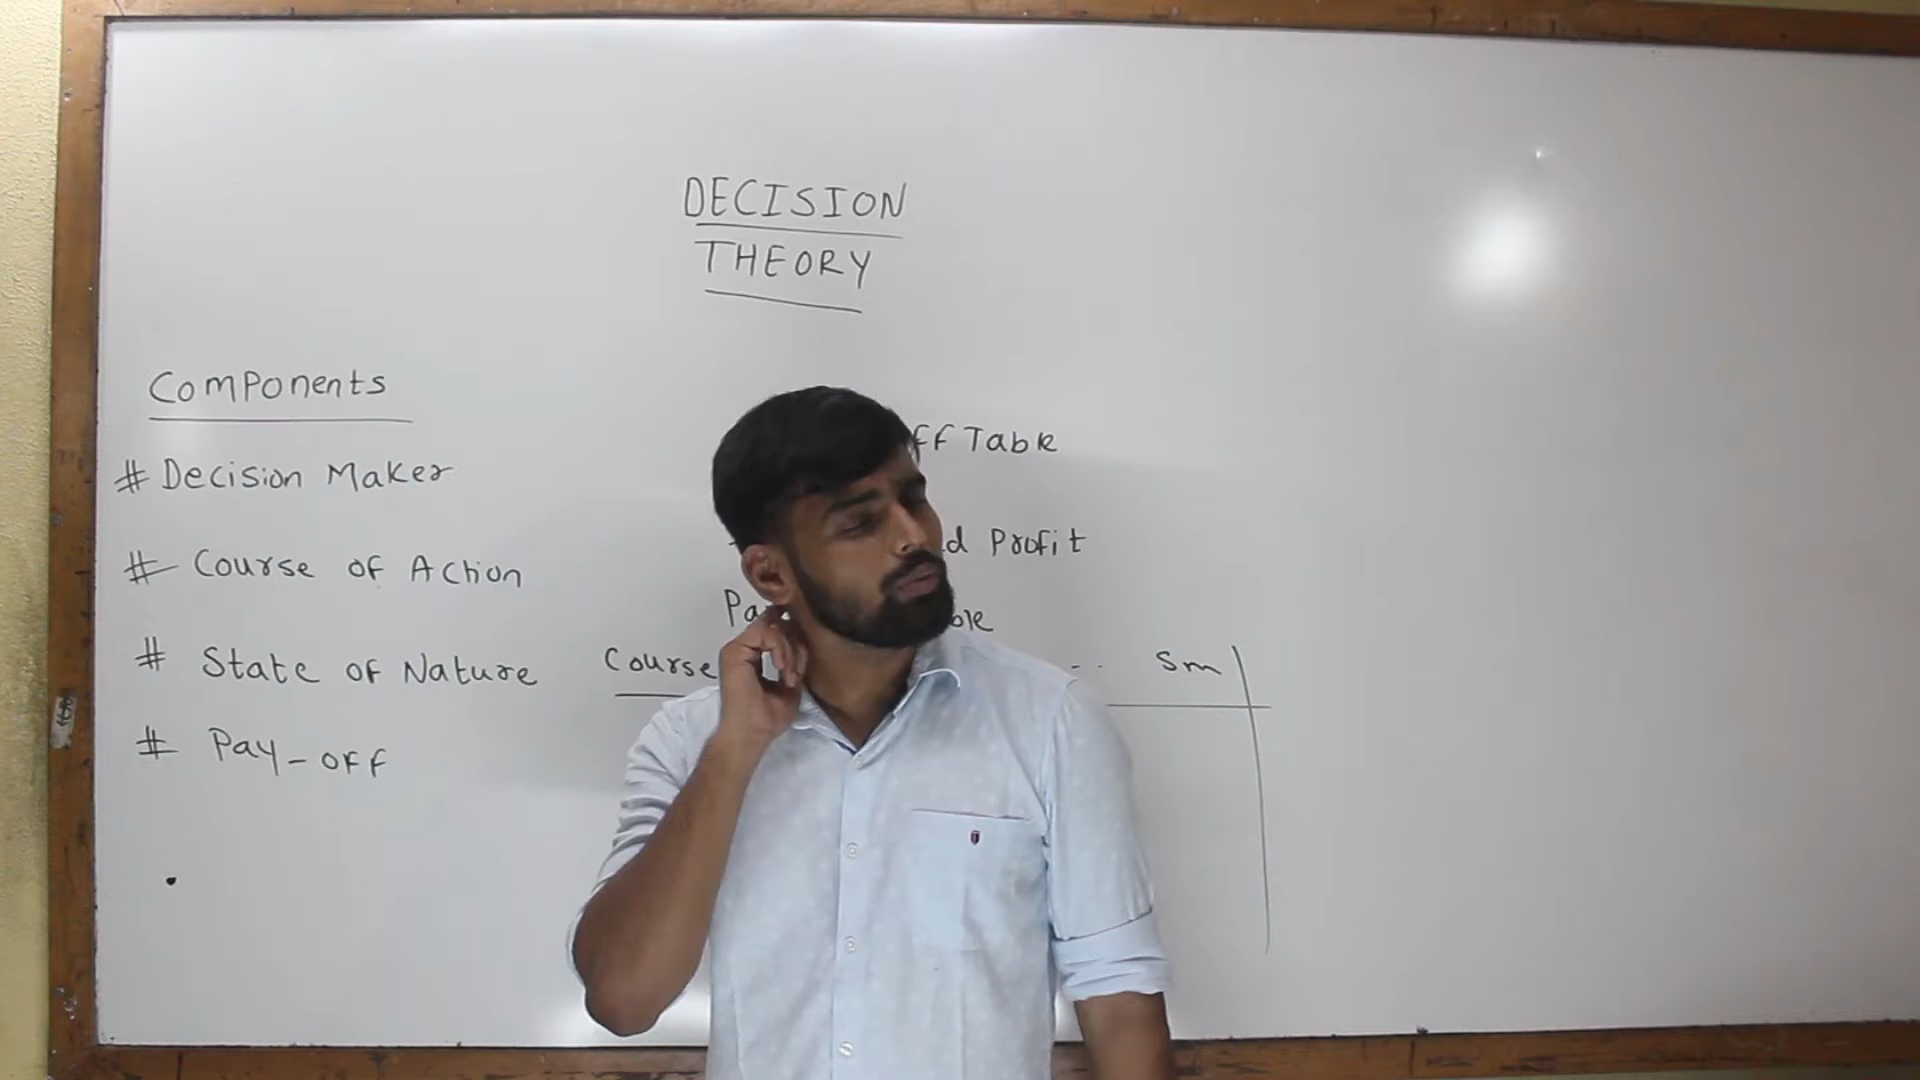 DECISION
THEORY
Components
# Decision Maker
# Course of Action
# State of Nature
# Pay-off
ff Table
Profit
Course
-- Sm